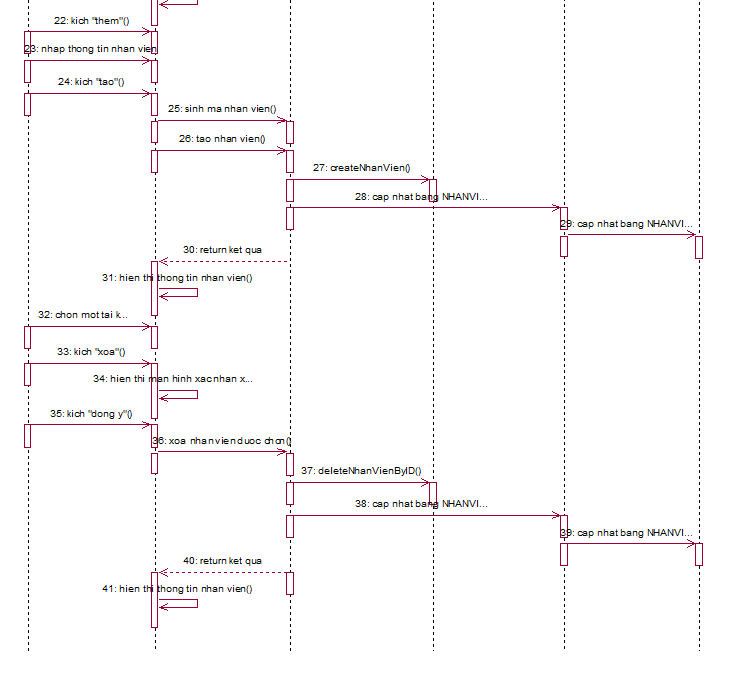 22: kich "them"()
23: nhap thong tin nhan vien
24: kich "tao"()
25: sinh ma nhan vien()
26: tao nhan vien()
27: createNhanVien()
28: cap nhat bang NHANVI...
29: cap nhat bang NHANVI...
30: return ket qua
31: hien thi thong tin nhan vien()
32: chon mot tai k...
33: kich "xoa"()
34: hien thi man hinh xac nhan x...
35: kich "dong y"()
36: xoa nhan vien duoc chon()
37: deleteNhanVienByID()
38: cap nhat bang NHANVI...
39: cap nhat bang NHANVI...
40: return ket qua
41: hien thi thong tin nhan vien()